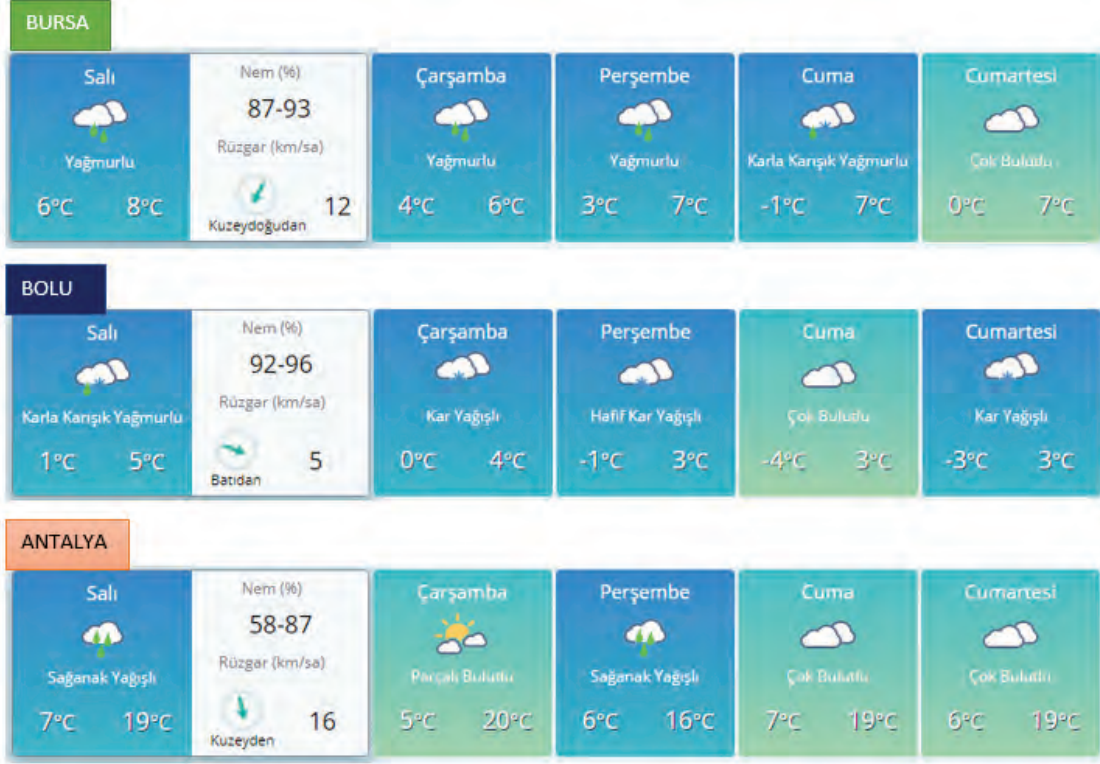 BURSA
Salı
Yağmurlu
6°C 8°C
Nem (%)
87-93
Rüzgar (km/sa)
12
Kuzeydoğudan
Çarşamba
Yağmurlu
4°C 6°C
Perşembe
Yağmurlu
3°C 7°C
Cuma
Karla Karışık Yağmurlu
-1°C 7°C
Cumartesi
Çok Bulutlu
0°C 7°C
BOLU
Salı
Karla Karışık Yağmurlu
1°C 5°C
Nem (%)
92-96
Rüzgar (km/sa)
5
Batıdan
Çarşamba
Kar Yağışlı
0°C 4°C
Perşembe
Hafif Kar Yağışlı
-1°C 3°C
Cuma
Çok Bulutlu
-4°C 3°C
Cumartesi
Kar Yağışlı
-3°C 3°C
ANTALYA
Salı
Sağanak Yağışlı
7°C 19°C
Nem (%)
58-87
Rüzgar (km/sa)
16
Kuzeyden
Çarşamba
Parçalı Bulutlu
5°C 20°C
Perşembe
Sağanak Yağışlı
6°C 16°C
Cuma
Çok Bulutlu
7°C 19°C
Cumartesi
Çok Bulutlu
6°C 19°C